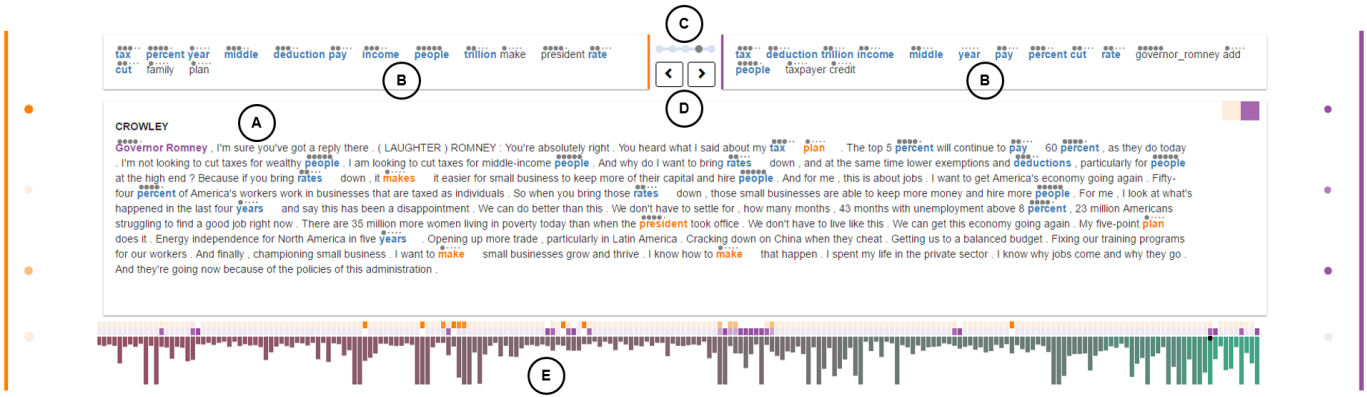 C
tax percent year middle deduction pay income people trillion make president rate
cut family plan
B
tax deduction trillion income middle year pay percent cut rate governor_romney add
people taxpayer credit
B
D
A
CROWLEY
Governor Romney , I'm sure you've got a reply there . ( LAUGHTER ) ROMNEY : You're absolutely right . You heard what I said about my tax plan . The top 5 percent will continue to pay 60 percent , as they do today
. I'm not looking to cut taxes for wealthy people . I am looking to cut taxes for middle-income people . And why do I want to bring rates down , and at the same time lower exemptions and deductions , particularly for people
at the high end ? Because if you bring rates down , it makes it easier for small business to keep more of their capital and hire people . And for me , this is about jobs . I want to get America's economy going again . Fifty-
four percent of America's workers work in businesses that are taxed as individuals . So when you bring those rates down , those small businesses are able to keep more money and hire more people . For me , I look at what's
happened in the last four years and say this has been a disappointment . We can do better than this . We don't have to settle for , how many months , 43 months with unemployment above 8 percent , 23 million Americans
struggling to find a good job right now . There are 35 million more women living in poverty today than when the president took office . We don't have to live like this . We can get this economy going again . My five-point plan
does it . Energy independence for North America in five years . Opening up more trade , particularly in Latin America . Cracking down on China when they cheat . Getting us to a balanced budget . Fixing our training programs
for our workers . And finally , championing small business . I want to make small businesses grow and thrive . I know how to make that happen . I spent my life in the private sector . I know why jobs come and why they go .
And they're going now because of the policies of this administration .
E